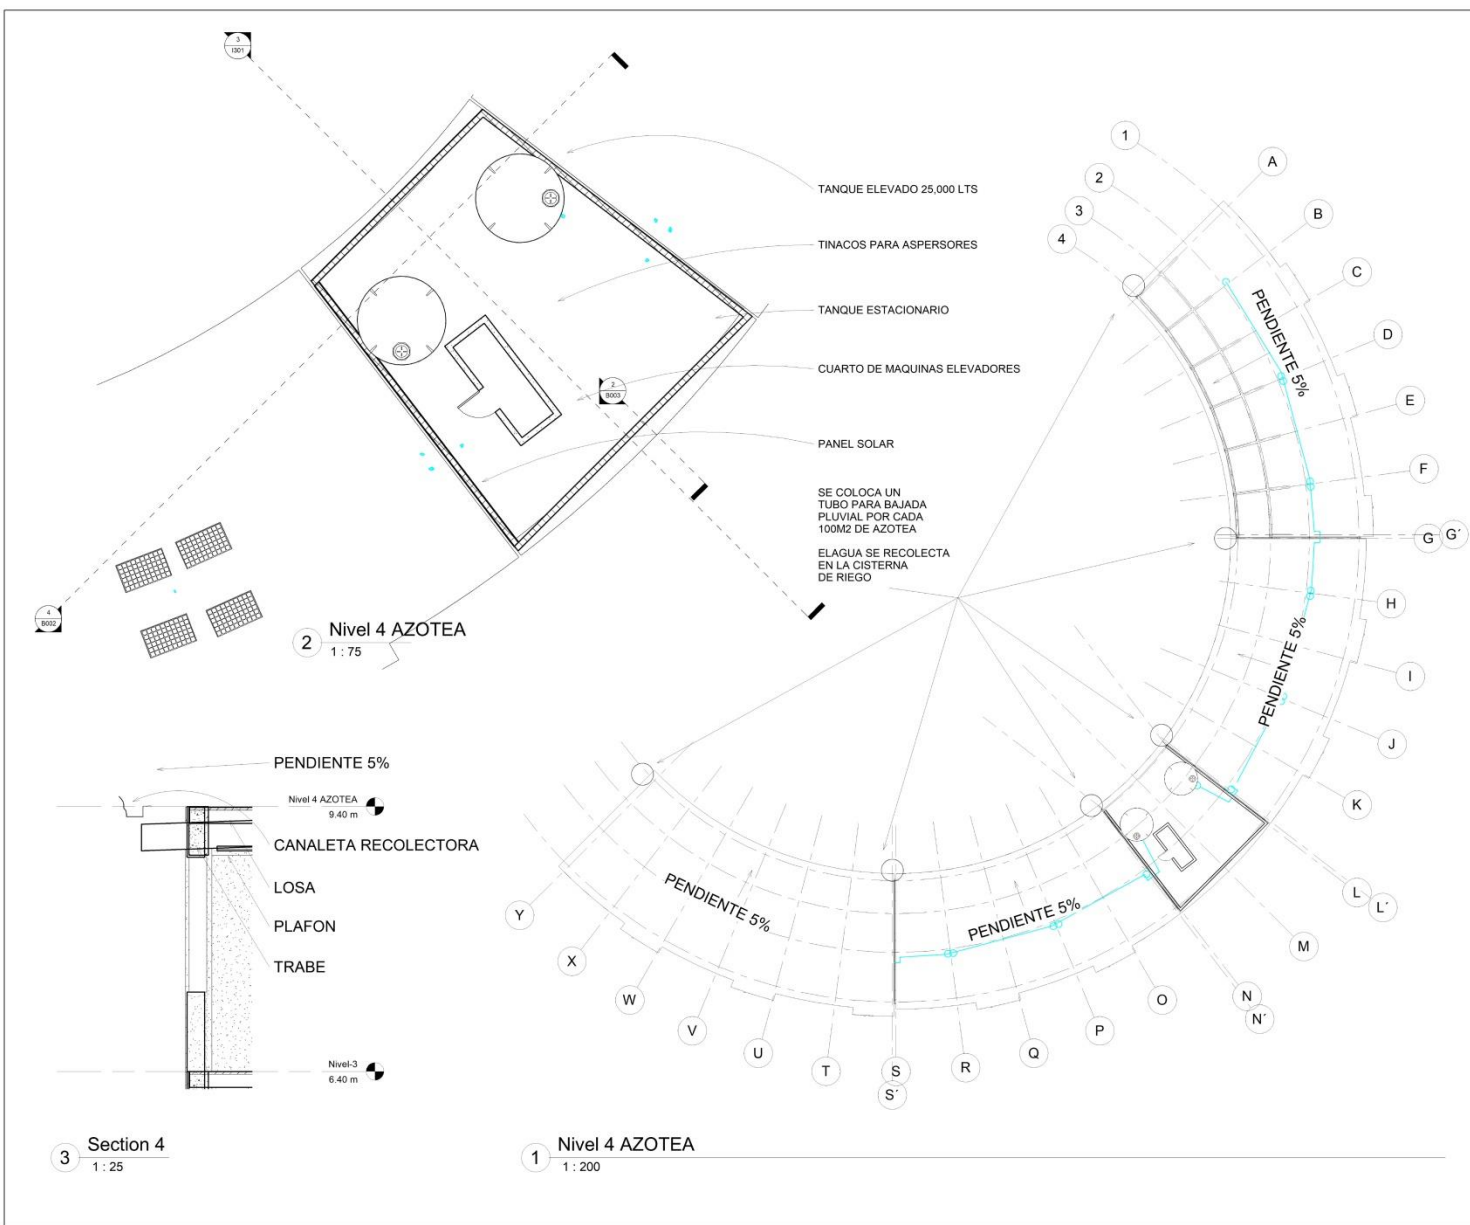 3
I301
TANQUE ELEVADO 25,000 LTS
TINACOS PARA ASPERSORES
TANQUE ESTACIONARIO
CUARTO DE MAQUINAS ELEVADORES
2
B003
PANEL SOLAR
SE COLOCA UN
TUBO PARA BAJADA
PLUVIAL POR CADA
100M2 DE AZOTEA
ELAGUA SE RECOLECTA
EN LA CISTERNA
DE RIEGO
4
B002
2
Nivel 4 AZOTEA
1 : 75
1
2
3
4
A
B
C
D
E
F
G
G´
H
I
J
K
L
L´
M
N
N´
O
P
Q
R
S
S´
T
U
V
W
X
Y
PENDIENTE 5%
PENDIENTE 5%
PENDIENTE 5%
PENDIENTE 5%
PENDIENTE 5%
Nivel 4 AZOTEA
9.40 m
CANALETA RECOLECTORA
LOSA
PLAFON
TRABE
Nivel-3
6.40 m
3
Section 4
1 : 25
1
Nivel 4 AZOTEA
1 : 200